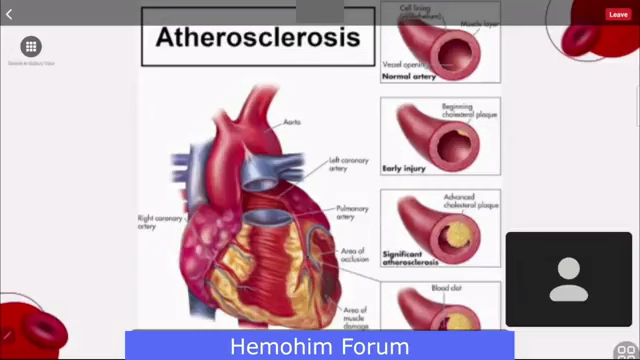 Leave
Atherosclerosis
Cell lining
(endothelium)
Muscle layer
Vessel opening
Normal artery
Beginning
cholesterol plaque
Early injury
Advanced
cholesterol plaque
Significant
atherosclerosis
Blood clot
Aorta
Left coronary
artery
Pulmonary
artery
Right coronary
artery
Area of
occlusion
Area of
muscle
damage
Hemohim Forum